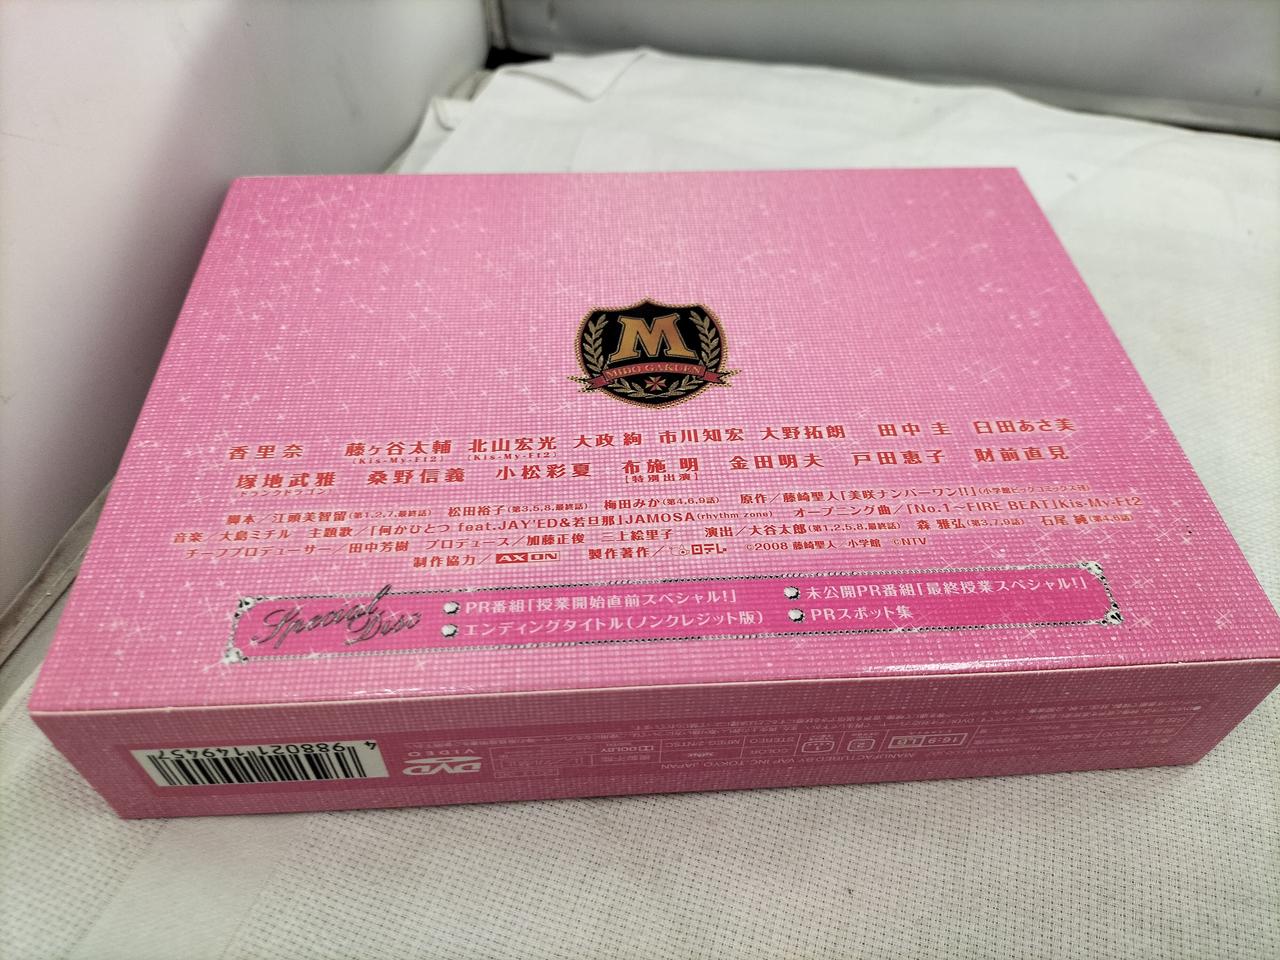 M
MIDO GAKUEN
香里奈 藤ヶ谷太輔 北山宏光 大政 絢 市川知宏 大野拓朗 田中 圭 臼田あさ美
(Kis-My-Ft2) (Kis-My-Ft2)
塚地武雅 桑野信義 小松彩夏 布施 明 金田明夫 戸田恵子 財前直見
(ドランクドラゴン) [特別出演]
脚本/江頭美智留(第1,2,7,最終話) 松田裕子(第3,5,8,最終話) 梅田みか(第4,6,9話) 原作/藤崎聖人「美咲ナンバーワン!!」(小学館ビッグコミックス刊)
音楽/大島ミチル 主題歌/「何かひとつ feat.JAY'ED&若旦那」JAMOSA(rhythm zone) オープニング曲/「No.1〜FIRE BEAT」Kis-My-Ft2
チーフプロデューサー/田中芳樹 プロデュース/加藤正俊 三上絵里子 演出/大谷太郎(第1,2,5,8,最終話) 森 雅弘(第3,7,9話) 石尾 純(第4,6話)
制作協力/AX-ON 製作著作/日テレ ©2008 藤崎聖人/小学館 ©NTV
Special Disc
PR番組「授業開始直前スペシャル!」 未公開PR番組「最終授業スペシャル!」
エンディングタイトル(ノンクレジット版) PRスポット集
4988021149457
DVD VIDEO
DOLBY
MPEG 2/NTSC
STEREO
COLOR
16:9 LB
MANUFACTURED BY VAP INC.TOKYO JAPAN